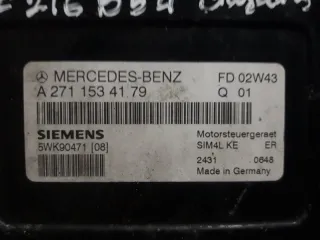 MERCEDES-BENZ FD 02W43
A 271 153 41 79 Q 01
SIEMENS Motorsteuergeraet
5WK90471 [08] SIM4L KE ER
2431 0648
Made in Germany